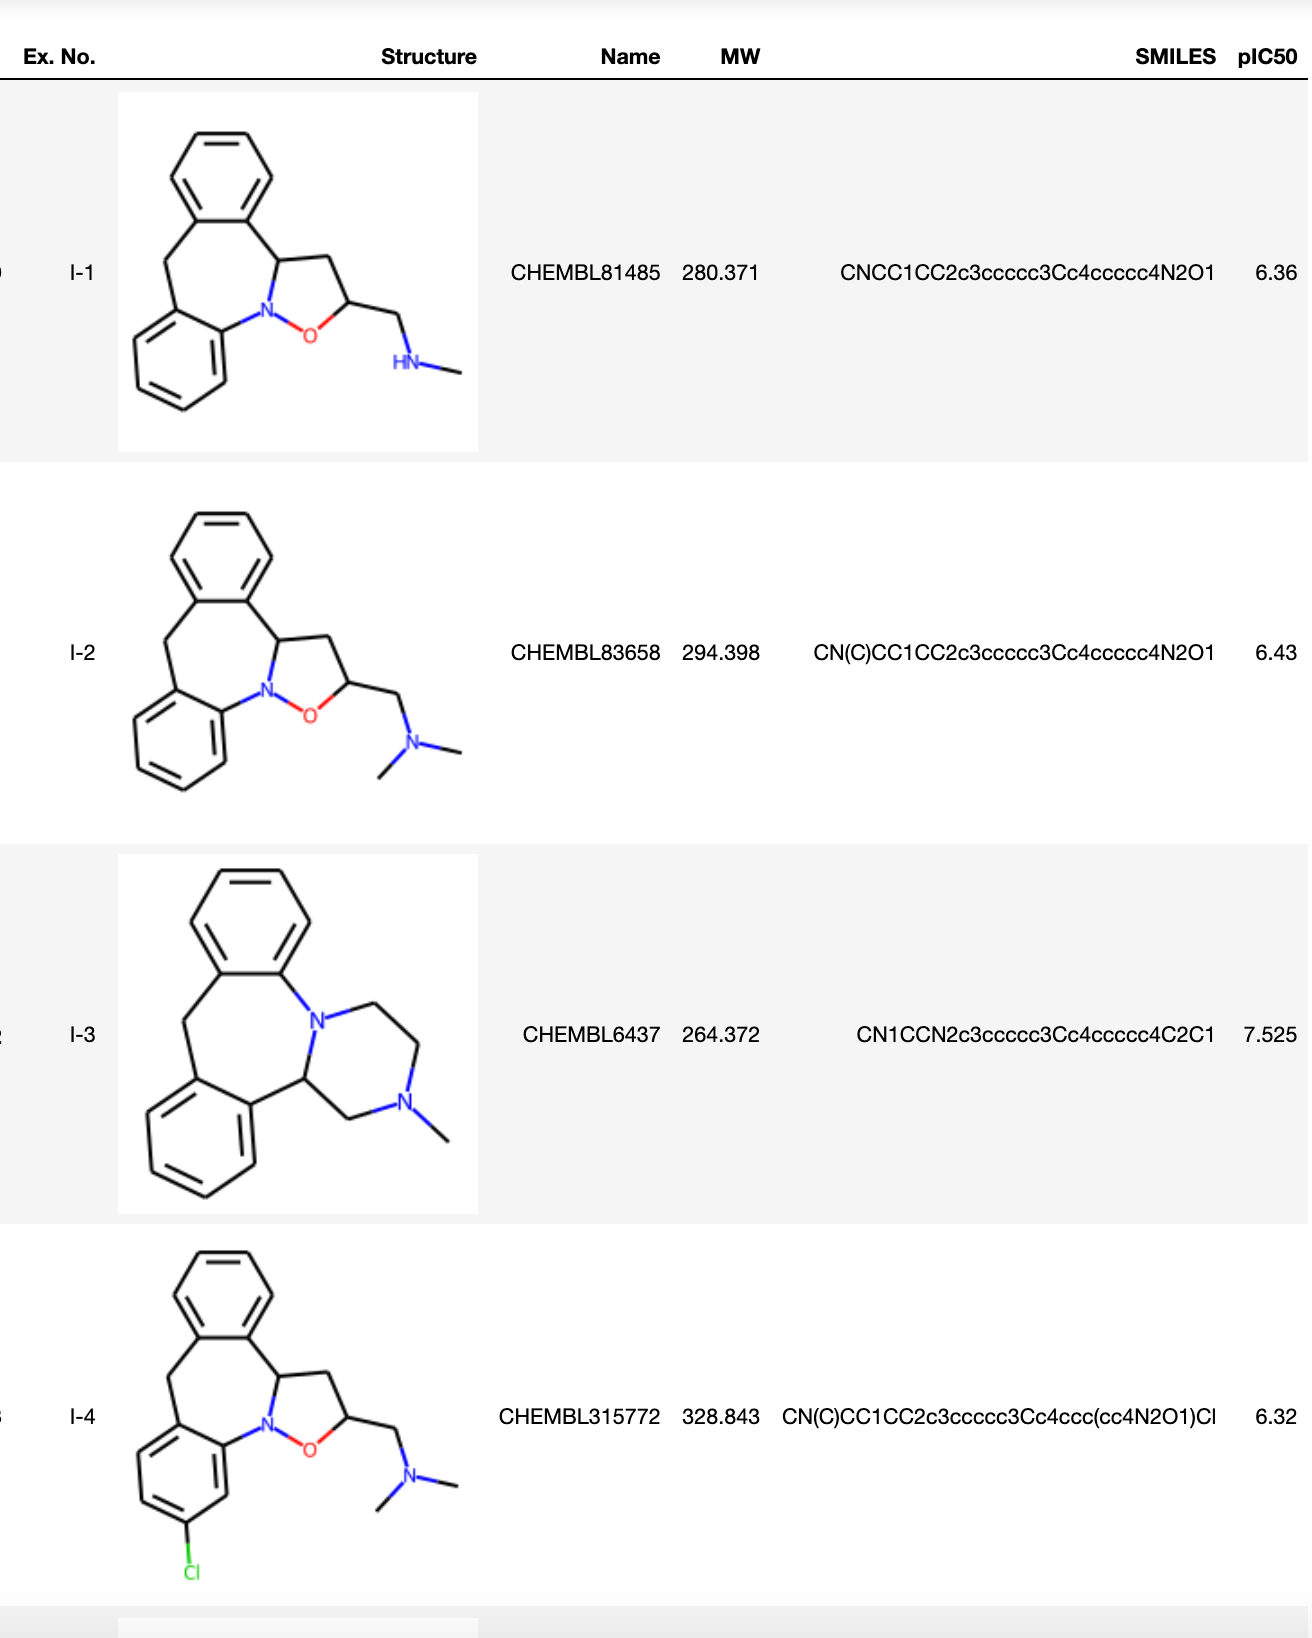 Ex. No. Structure Name MW SMILES pIC50
I-1 CHEMBL81485 280.371 CNCC1CC2c3ccccc3Cc4ccccc4N2O1 6.36
N
O
HN
I-2 CHEMBL83658 294.398 CN(C)CC1CC2c3ccccc3Cc4ccccc4N2O1 6.43
N
O
N
I-3 CHEMBL6437 264.372 CN1CCN2c3ccccc3Cc4ccccc4C2C1 7.525
N
N
I-4 CHEMBL315772 328.843 CN(C)CC1CC2c3ccccc3Cc4ccc(cc4N2O1)Cl 6.32
N
O
N
Cl